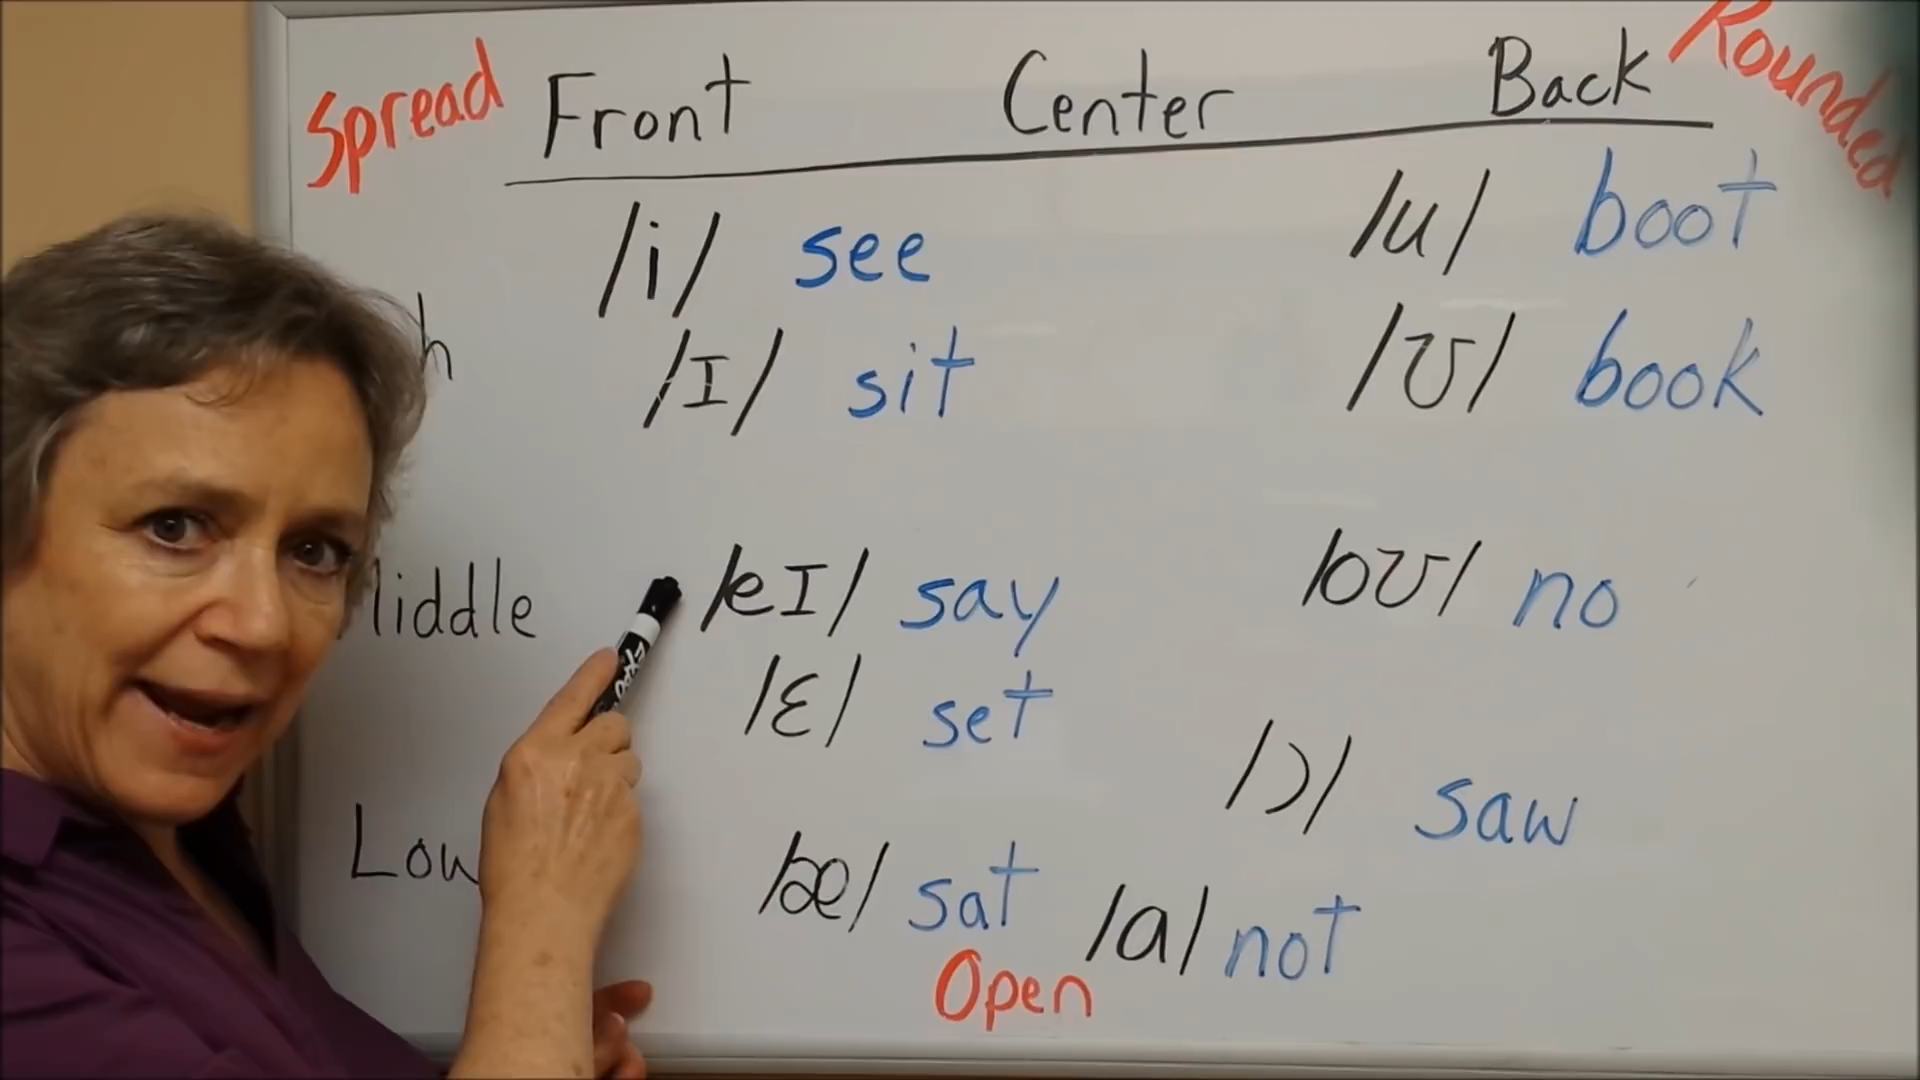 Spread Front Center Back Rounded
/i/ see /u/ boot
/ɪ/ sit /ʊ/ book
Middle /eɪ/ say /oʊ/ no
/ɛ/ set
/ɔ/ saw
Low /æ/ sat /a/ not
Open
EXPO